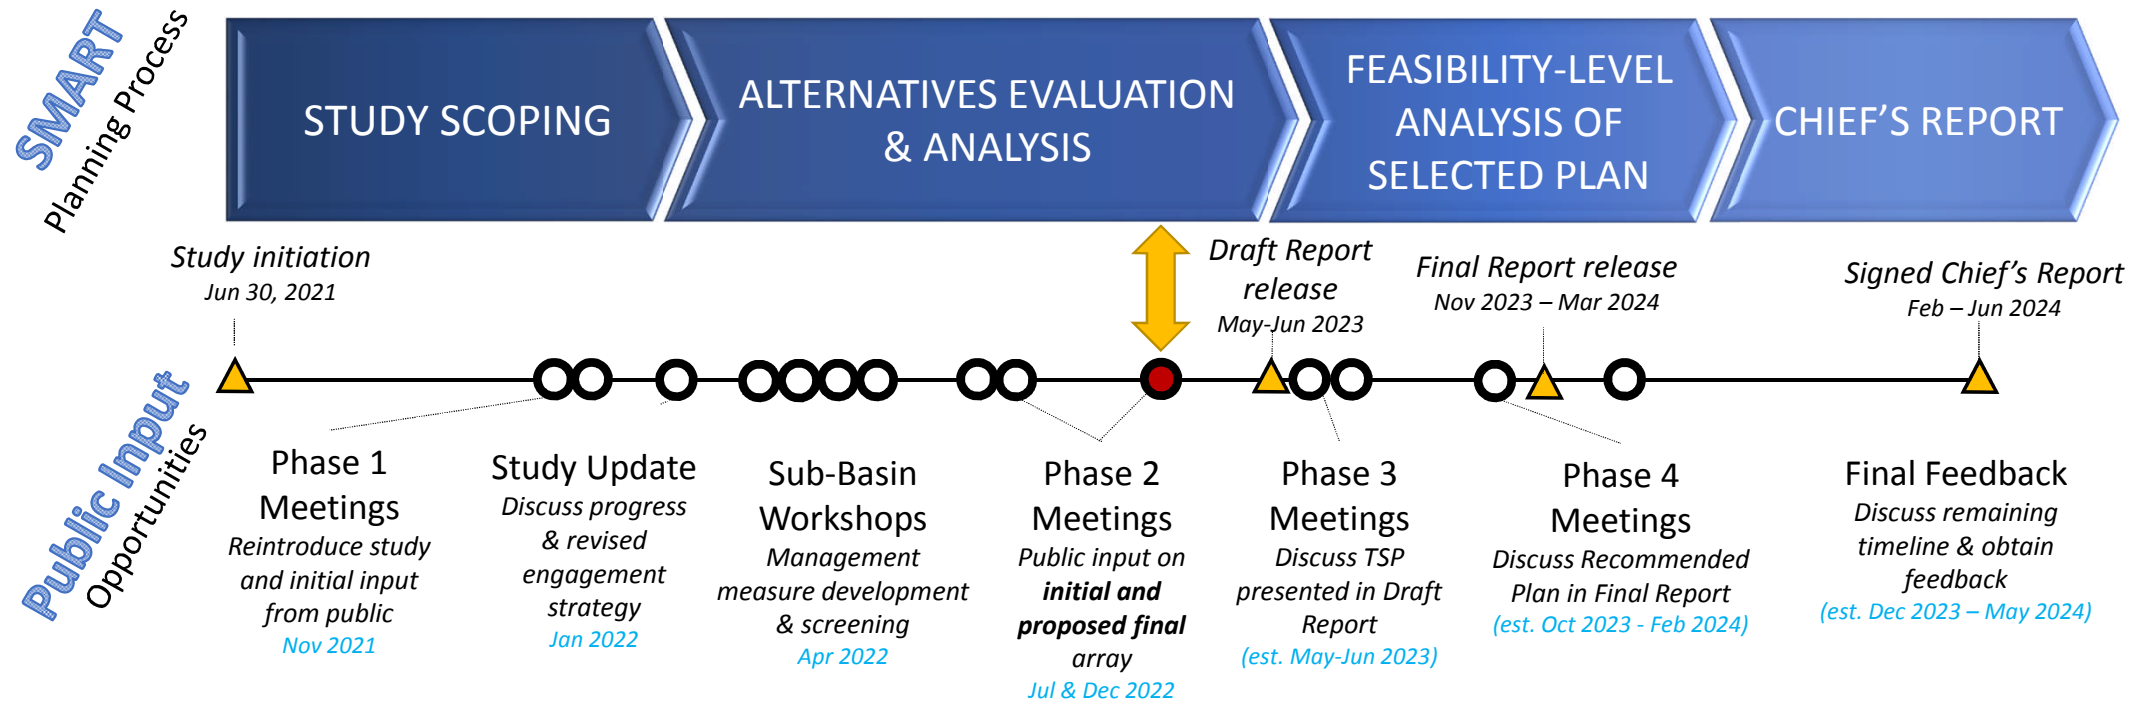 SMART
Planning Process
STUDY SCOPING
ALTERNATIVES EVALUATION
& ANALYSIS
FEASIBILITY-LEVEL
ANALYSIS OF
SELECTED PLAN
CHIEF’S REPORT
Study initiation
Jun 30, 2021
Draft Report
release
May-Jun 2023
Final Report release
Nov 2023 – Mar 2024
Signed Chief’s Report
Feb – Jun 2024
Public Input
Opportunities
Phase 1
Meetings
Reintroduce study
and initial input
from public
Nov 2021
Study Update
Discuss progress
& revised
engagement
strategy
Jan 2022
Sub-Basin
Workshops
Management
measure development
& screening
Apr 2022
Phase 2
Meetings
Public input on
initial and
proposed final
array
Jul & Dec 2022
Phase 3
Meetings
Discuss TSP
presented in Draft
Report
(est. May-Jun 2023)
Phase 4
Meetings
Discuss Recommended
Plan in Final Report
(est. Oct 2023 - Feb 2024)
Final Feedback
Discuss remaining
timeline & obtain
feedback
(est. Dec 2023 – May 2024)